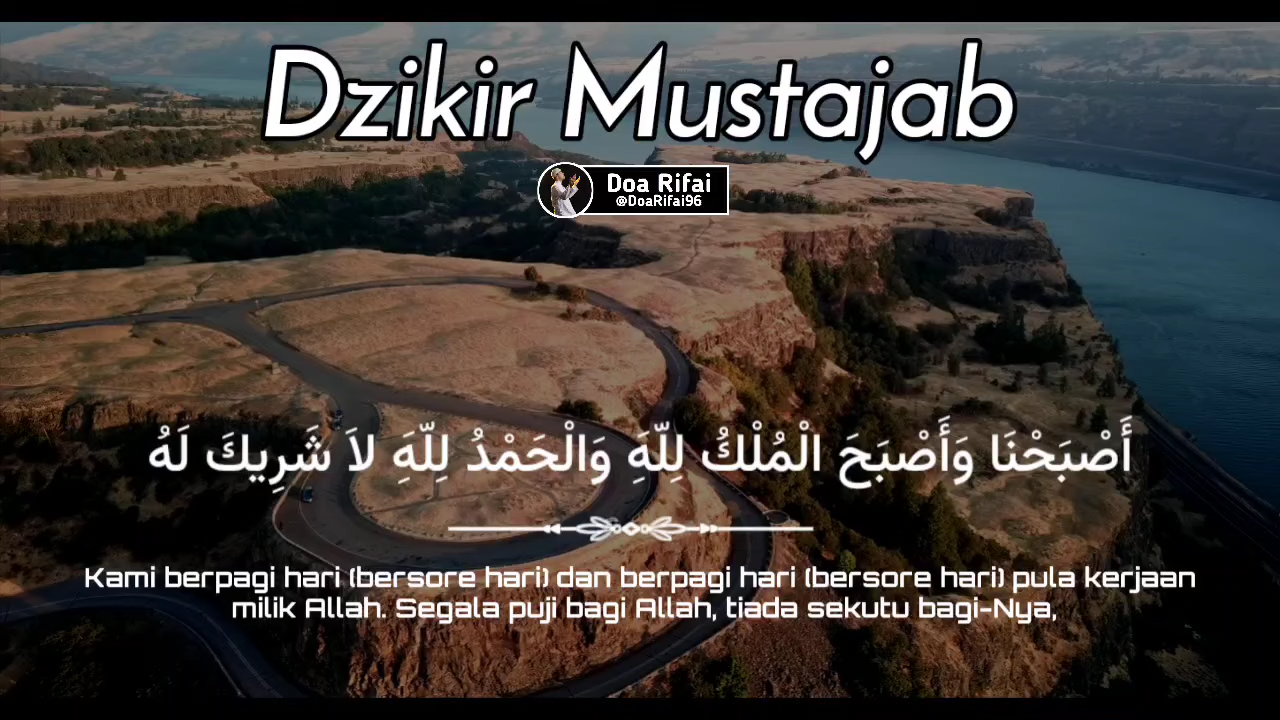 Dzikir Mustajab
Doa Rifai
@DoaRifai96
أَصْبَحْنَا وَأَصْبَحَ الْمُلْكُ لِلّٰهَِ وَالْحَمْدُ لِلّٰهَِ لاَ شَرِيكَ لَهُ
Kami berpagi hari (bersore hari) dan berpagi hari (bersore hari) pula kerjaan
milik Allah. Segala puji bagi Allah, tiada sekutu bagi-Nya,